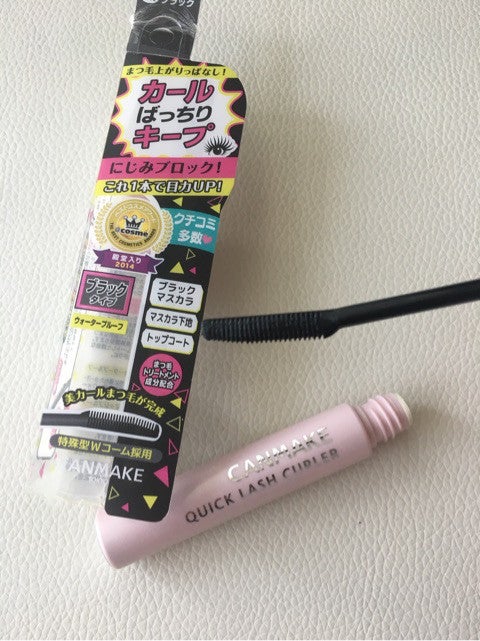 ブラック
まつ毛上がりっぱなし!
カール
ばっちり
キープ
にじみブロック!
これ1本で目力UP!
@cosme
THE BEST COSMETICS AWARDS
殿堂入り
2014
クチコミ
多数
ブラック
タイプ
ウォータープルーフ
ブラック
マスカラ
マスカラ下地
トップコート
まつ毛
トリートメント
成分配合
美カールまつ毛が完成
特殊型Wコーム採用
CANMAKE
TOKYO
CANMAKE
QUICK LASH CURLER